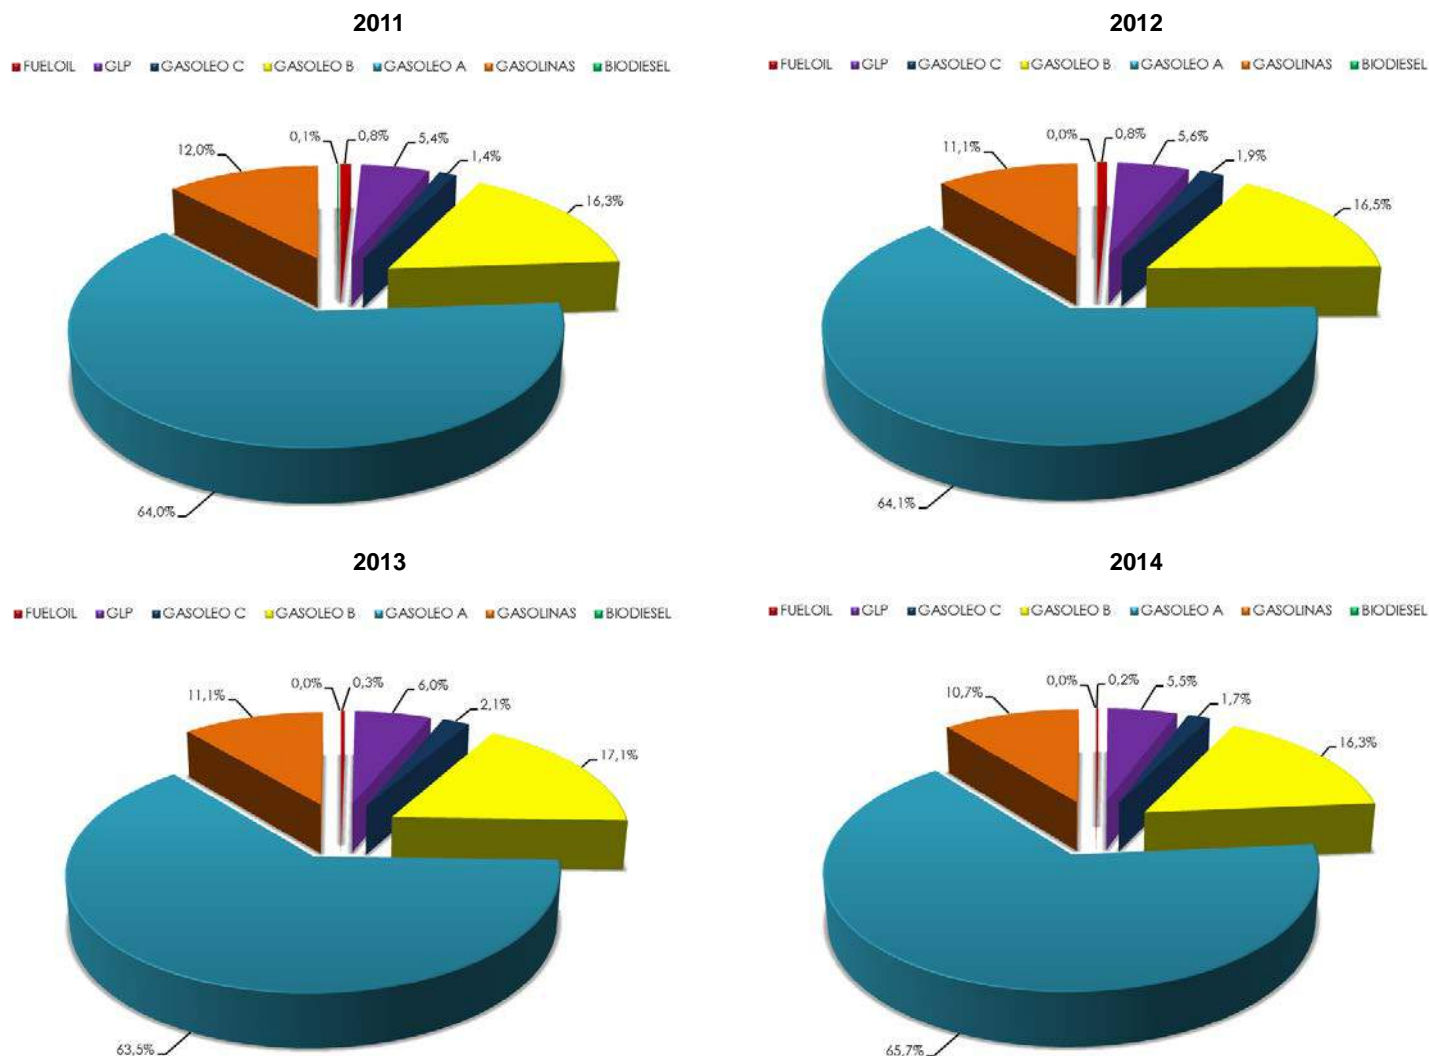 2011
FUELOIL GLP GASOLEO C GASOLEO B GASOLEO A GASOLINAS BIODIESEL
0,1% 0,8% 5,4%
12,0% 1,4%
16,3%
64,0%
2012
FUELOIL GLP GASOLEO C GASOLEO B GASOLEO A GASOLINAS BIODIESEL
0,0% 0,8% 5,6%
11,1% 1,9%
16,5%
64,1%
2013
FUELOIL GLP GASOLEO C GASOLEO B GASOLEO A GASOLINAS BIODIESEL
0,0% 0,3% 6,0%
11,1% 2,1%
17,1%
63,5%
2014
FUELOIL GLP GASOLEO C GASOLEO B GASOLEO A GASOLINAS BIODIESEL
0,0% 0,2% 5,5%
10,7% 1,7%
16,3%
65,7%